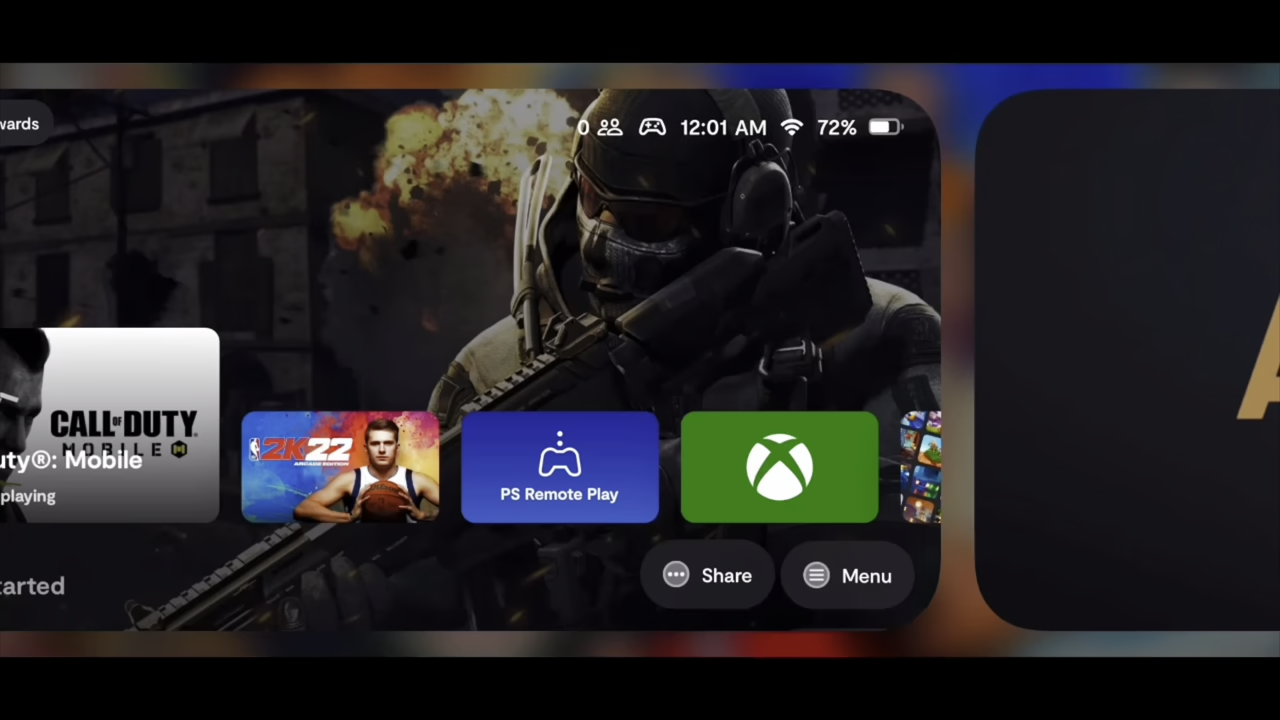 wards
0
12:01 AM
72%
CALL OF DUTY®
MOBILE
uty®: Mobile
playing
2K22
ARCADE EDITION
PS Remote Play
tarted
Share
Menu
A